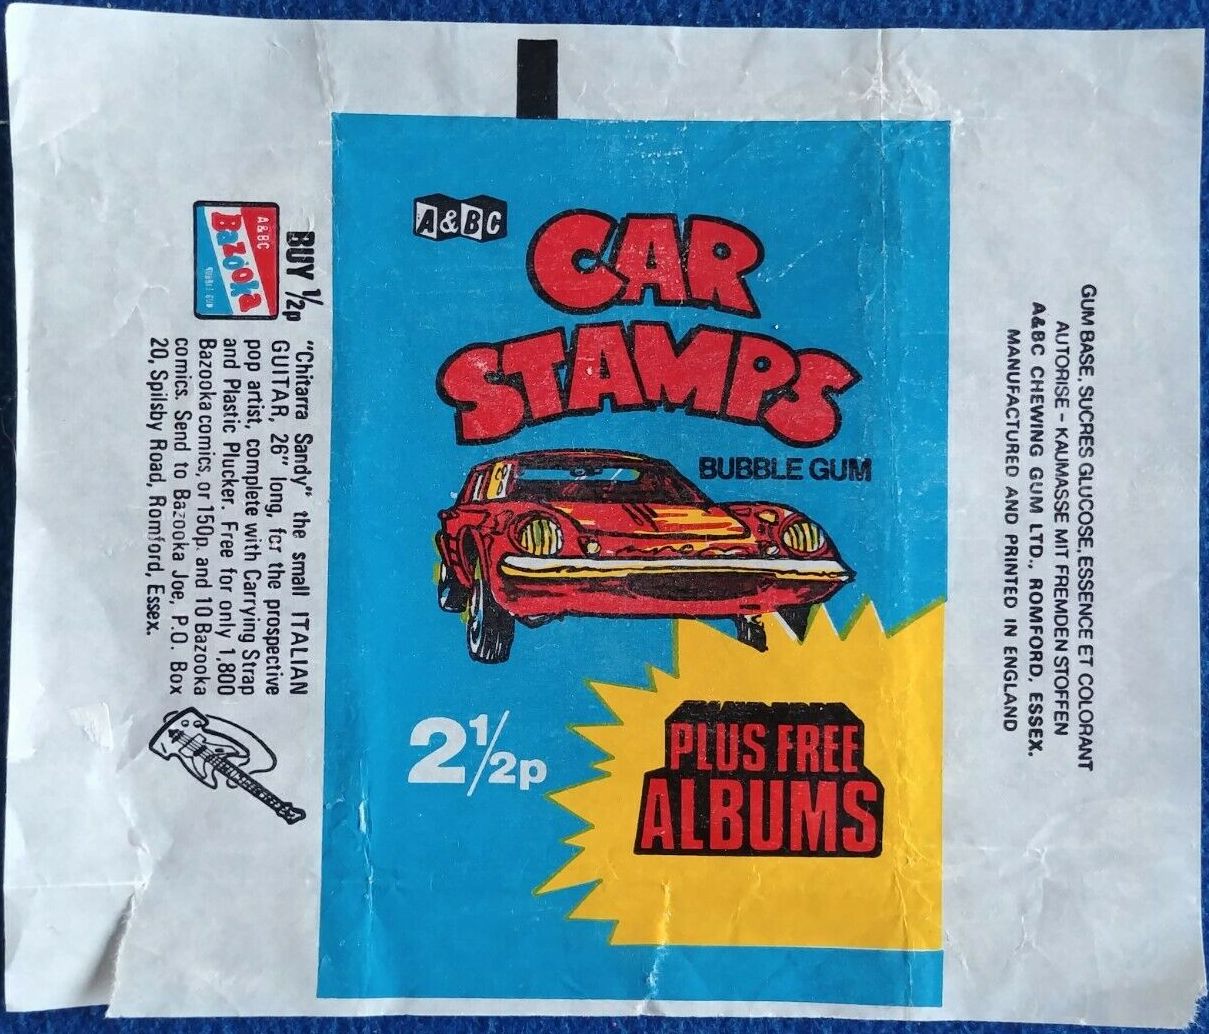 A&BC
CAR
STAMPS
BUBBLE GUM
2½p
PLUS FREE
ALBUMS
A&BC
Bazooka
BUY ½p
"Chitarra Sandy" the small ITALIAN
GUITAR, 26" long, for the prospective
pop artist, complete with Carrying Strap
and Plastic Plucker. Free for only 1,800
Bazooka comics, or 150p. and 10 Bazooka
comics. Send to Bazooka Joe, P.O. Box
20, Spilsby Road, Romford, Essex.
GUM BASE, SUCRES GLUCOSE, ESSENCE ET COLORANT
AUTORISE - KAUMASSE MIT FREMDEN STOFFEN
A&BC CHEWING GUM LTD., ROMFORD, ESSEX.
MANUFACTURED AND PRINTED IN ENGLAND